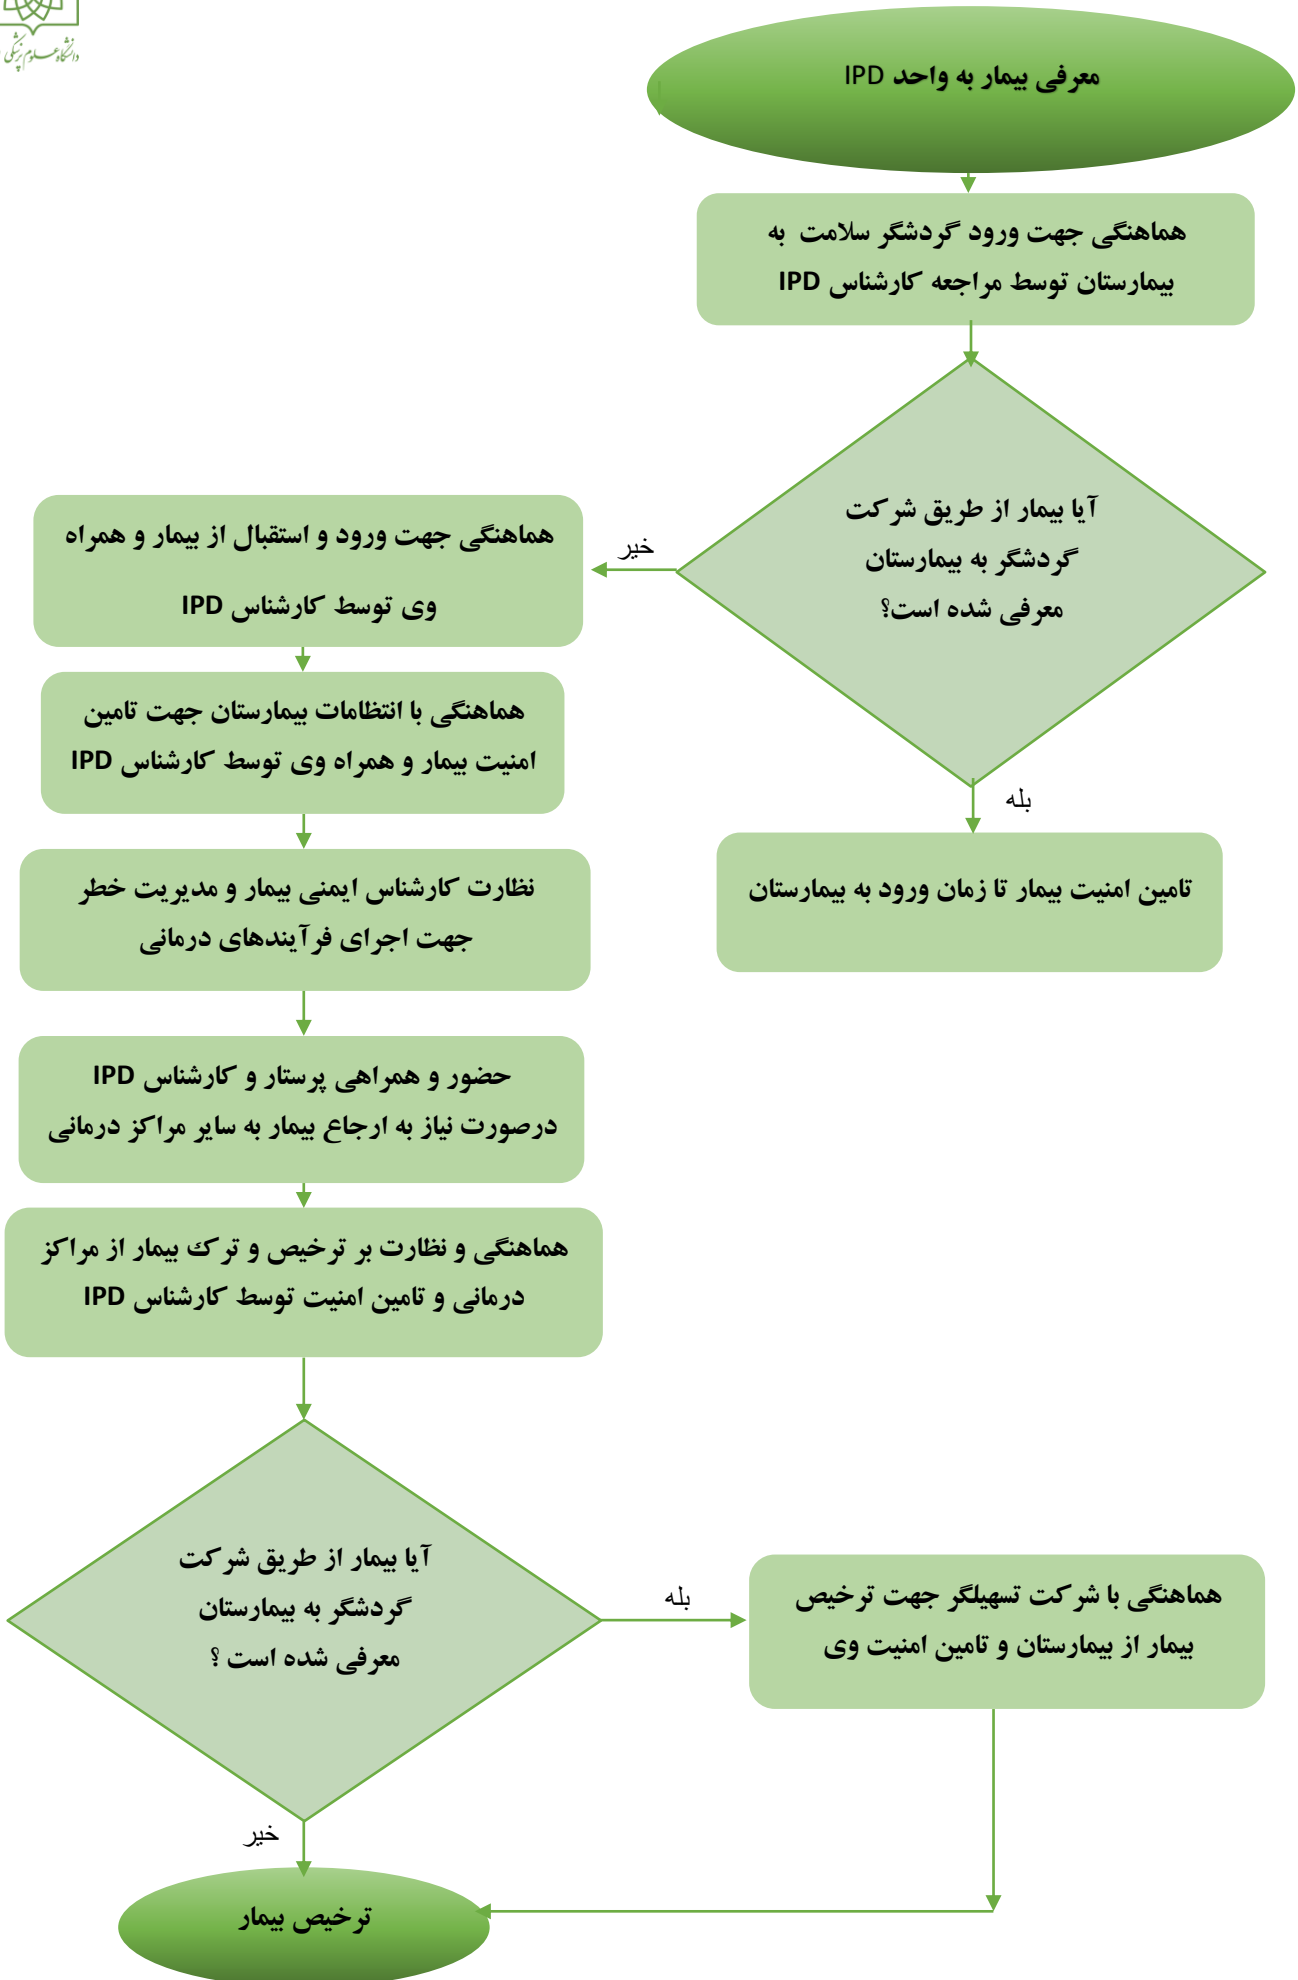 دانشگاه علوم پزشکی
معرفی بیمار به واحد IPD
هماهنگی جهت ورود گردشگر سلامت به
بیمارستان توسط مراجعه کارشناس IPD
آیا بیمار از طریق شرکت
گردشگر به بیمارستان
معرفی شده است؟
خیر
بله
تامین امنیت بیمار تا زمان ورود به بیمارستان
هماهنگی جهت ورود و استقبال از بیمار و همراه
وی توسط کارشناس IPD
هماهنگی با انتظامات بیمارستان جهت تامین
امنیت بیمار و همراه وی توسط کارشناس IPD
نظارت کارشناس ایمنی بیمار و مدیریت خطر
جهت اجرای فرآیندهای درمانی
حضور و همراهی پرستار و کارشناس IPD
درصورت نیاز به ارجاع بیمار به سایر مراکز درمانی
هماهنگی و نظارت بر ترخیص و ترک بیمار از مراکز
درمانی و تامین امنیت توسط کارشناس IPD
آیا بیمار از طریق شرکت
گردشگر به بیمارستان
معرفی شده است ؟
بله
هماهنگی با شرکت تسهیلگر جهت ترخیص
بیمار از بیمارستان و تامین امنیت وی
خیر
ترخیص بیمار